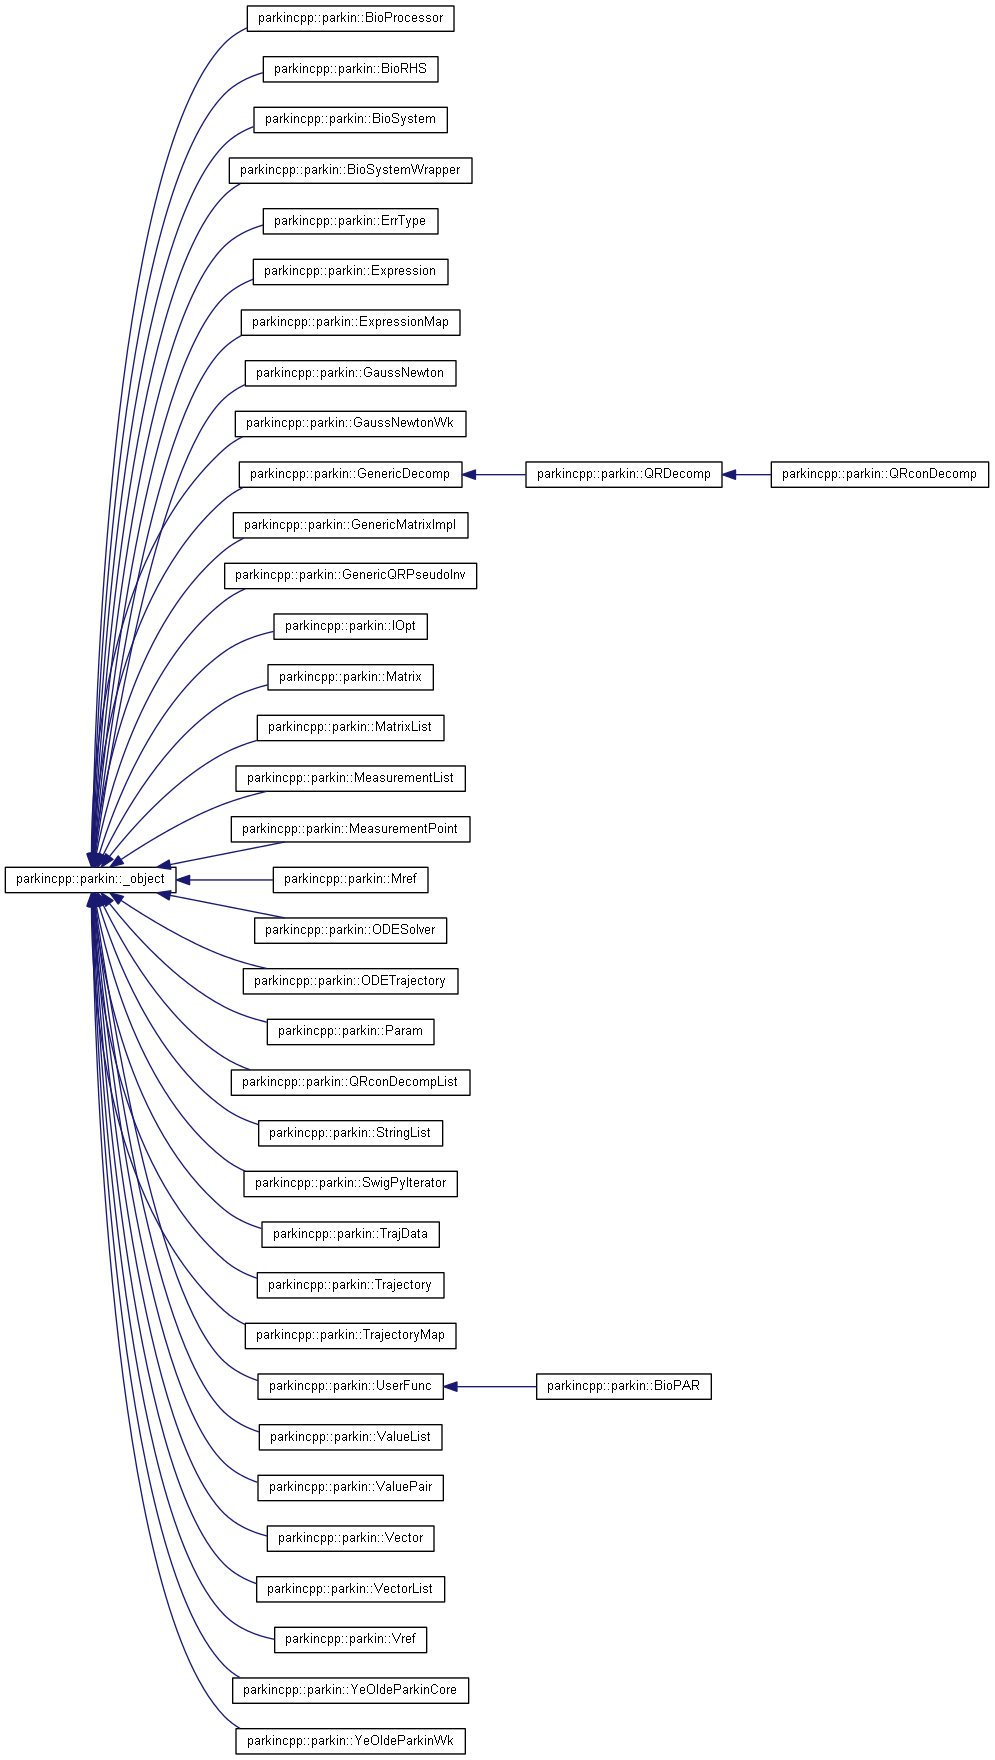 parkincpp::parkin::BioProcessor
parkincpp::parkin::BioRHS
parkincpp::parkin::BioSystem
parkincpp::parkin::BioSystemWrapper
parkincpp::parkin::ErrType
parkincpp::parkin::Expression
parkincpp::parkin::ExpressionMap
parkincpp::parkin::GaussNewton
parkincpp::parkin::GaussNewtonWk
parkincpp::parkin::GenericDecomp
parkincpp::parkin::QRDecomp
parkincpp::parkin::QRconDecomp
parkincpp::parkin::GenericMatrixImpl
parkincpp::parkin::GenericQRPseudoInv
parkincpp::parkin::IOpt
parkincpp::parkin::Matrix
parkincpp::parkin::MatrixList
parkincpp::parkin::MeasurementList
parkincpp::parkin::MeasurementPoint
parkincpp::parkin::_object
parkincpp::parkin::Mref
parkincpp::parkin::ODESolver
parkincpp::parkin::ODETrajectory
parkincpp::parkin::Param
parkincpp::parkin::QRconDecompList
parkincpp::parkin::StringList
parkincpp::parkin::SwigPyIterator
parkincpp::parkin::TrajData
parkincpp::parkin::Trajectory
parkincpp::parkin::TrajectoryMap
parkincpp::parkin::UserFunc
parkincpp::parkin::BioPAR
parkincpp::parkin::ValueList
parkincpp::parkin::ValuePair
parkincpp::parkin::Vector
parkincpp::parkin::VectorList
parkincpp::parkin::Vref
parkincpp::parkin::YeOldeParkinCore
parkincpp::parkin::YeOldeParkinWk